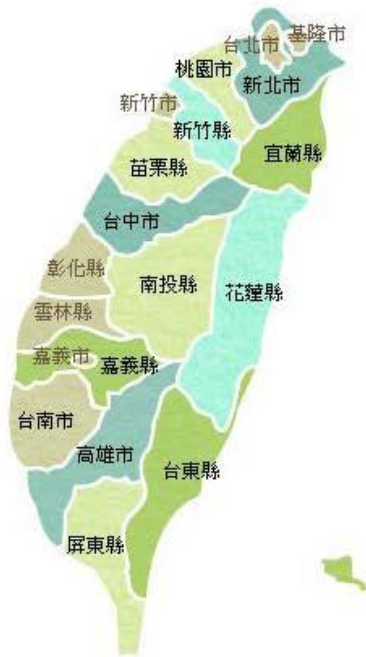 基隆市
台北市
桃園市
新北市
新竹市
新竹縣
宜蘭縣
苗栗縣
台中市
彰化縣
南投縣
花蓮縣
雲林縣
嘉義市
嘉義縣
台南市
高雄市
台東縣
屏東縣